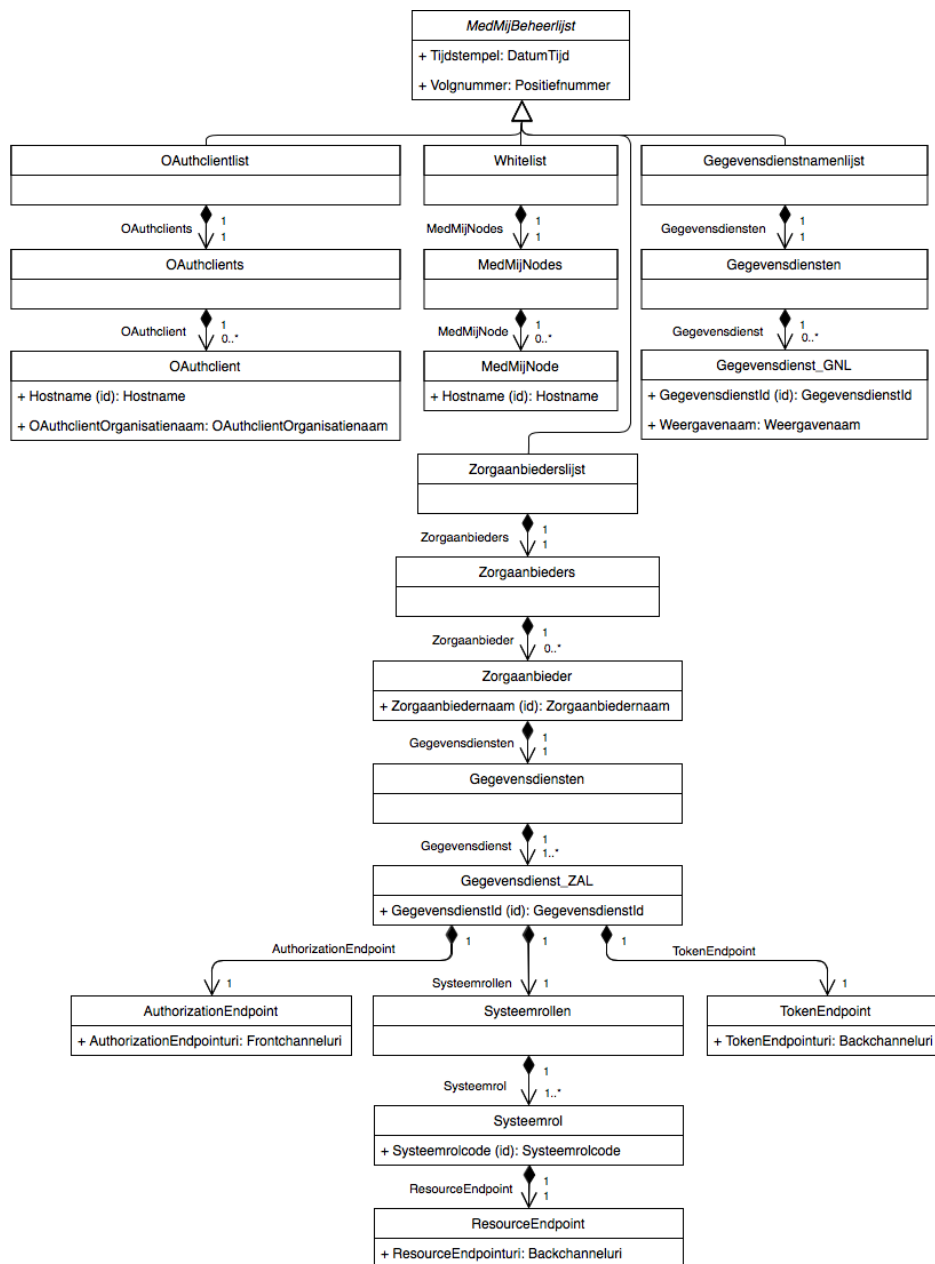 MedMijBeheerlijst
+ Tijdstempel: DatumTijd
+ Volgnummer: Positiefnummer
OAuthclientlist
Whitelist
Gegevensdienstnamenlijst
OAuthclients
1
1
MedMijNodes
1
1
Gegevensdiensten
1
1
OAuthclients
MedMijNodes
Gegevensdiensten
OAuthclient
1
0..*
MedMijNode
1
0..*
Gegevensdienst
1
0..*
OAuthclient
+ Hostname (id): Hostname
+ OAuthclientOrganisatienaam: OAuthclientOrganisatienaam
MedMijNode
+ Hostname (id): Hostname
Gegevensdienst_GNL
+ GegevensdienstId (id): GegevensdienstId
+ Weergavenaam: Weergavenaam
Zorgaanbiederslijst
Zorgaanbieders
1
1
Zorgaanbieders
Zorgaanbieder
1
0..*
Zorgaanbieder
+ Zorgaanbiedernaam (id): Zorgaanbiedernaam
Gegevensdiensten
1
1
Gegevensdiensten
Gegevensdienst
1
1..*
Gegevensdienst_ZAL
+ GegevensdienstId (id): GegevensdienstId
AuthorizationEndpoint
1
1
Systeemrollen
1
1
TokenEndpoint
1
1
AuthorizationEndpoint
+ AuthorizationEndpointuri: Frontchanneluri
Systeemrollen
TokenEndpoint
+ TokenEndpointuri: Backchanneluri
Systeemrol
1
1..*
Systeemrol
+ Systeemrolcode (id): Systeemrolcode
ResourceEndpoint
1
1
ResourceEndpoint
+ ResourceEndpointuri: Backchanneluri